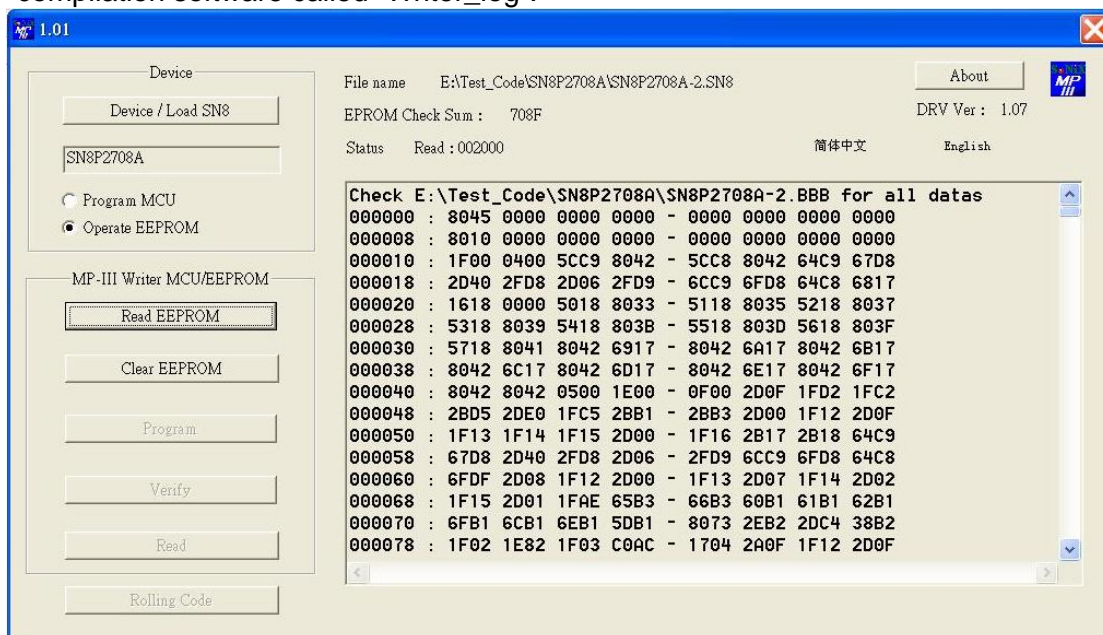 compilation software called "Writer_log".
1.01
Device
Device / Load SN8
SN8P2708A
Program MCU
Operate EEPROM
MP-III Writer MCU/EEPROM
Read EEPROM
Clear EEPROM
Program
Verify
Read
Rolling Code
File name E:\Test_Code\SN8P2708A\SN8P2708A-2.SN8
EPROM Check Sum : 708F
Status Read : 002000
About
DRV Ver : 1.07
简体中文 English
SONiX
MP
III
Check E:\Test_Code\SN8P2708A\SN8P2708A-2.BBB for all datas
000000 : 8045 0000 0000 0000 - 0000 0000 0000 0000
000008 : 8010 0000 0000 0000 - 0000 0000 0000 0000
000010 : 1F00 0400 5CC9 8042 - 5CC8 8042 64C9 67D8
000018 : 2D40 2FD8 2D06 2FD9 - 6CC9 6FD8 64C8 6817
000020 : 1618 0000 5018 8033 - 5118 8035 5218 8037
000028 : 5318 8039 5418 803B - 5518 803D 5618 803F
000030 : 5718 8041 8042 6917 - 8042 6A17 8042 6B17
000038 : 8042 6C17 8042 6D17 - 8042 6E17 8042 6F17
000040 : 8042 8042 0500 1E00 - 0F00 2D0F 1FD2 1FC2
000048 : 2BD5 2DE0 1FC5 2BB1 - 2BB3 2D00 1F12 2D0F
000050 : 1F13 1F14 1F15 2D00 - 1F16 2B17 2B18 64C9
000058 : 67D8 2D40 2FD8 2D06 - 2FD9 6CC9 6FD8 64C8
000060 : 6FDF 2D08 1F12 2D00 - 1F13 2D07 1F14 2D02
000068 : 1F15 2D01 1FAE 65B3 - 66B3 60B1 61B1 62B1
000070 : 6FB1 6CB1 6EB1 5DB1 - 8073 2EB2 2DC4 38B2
000078 : 1F02 1E82 1F03 C0AC - 1704 2A0F 1F12 2D0F